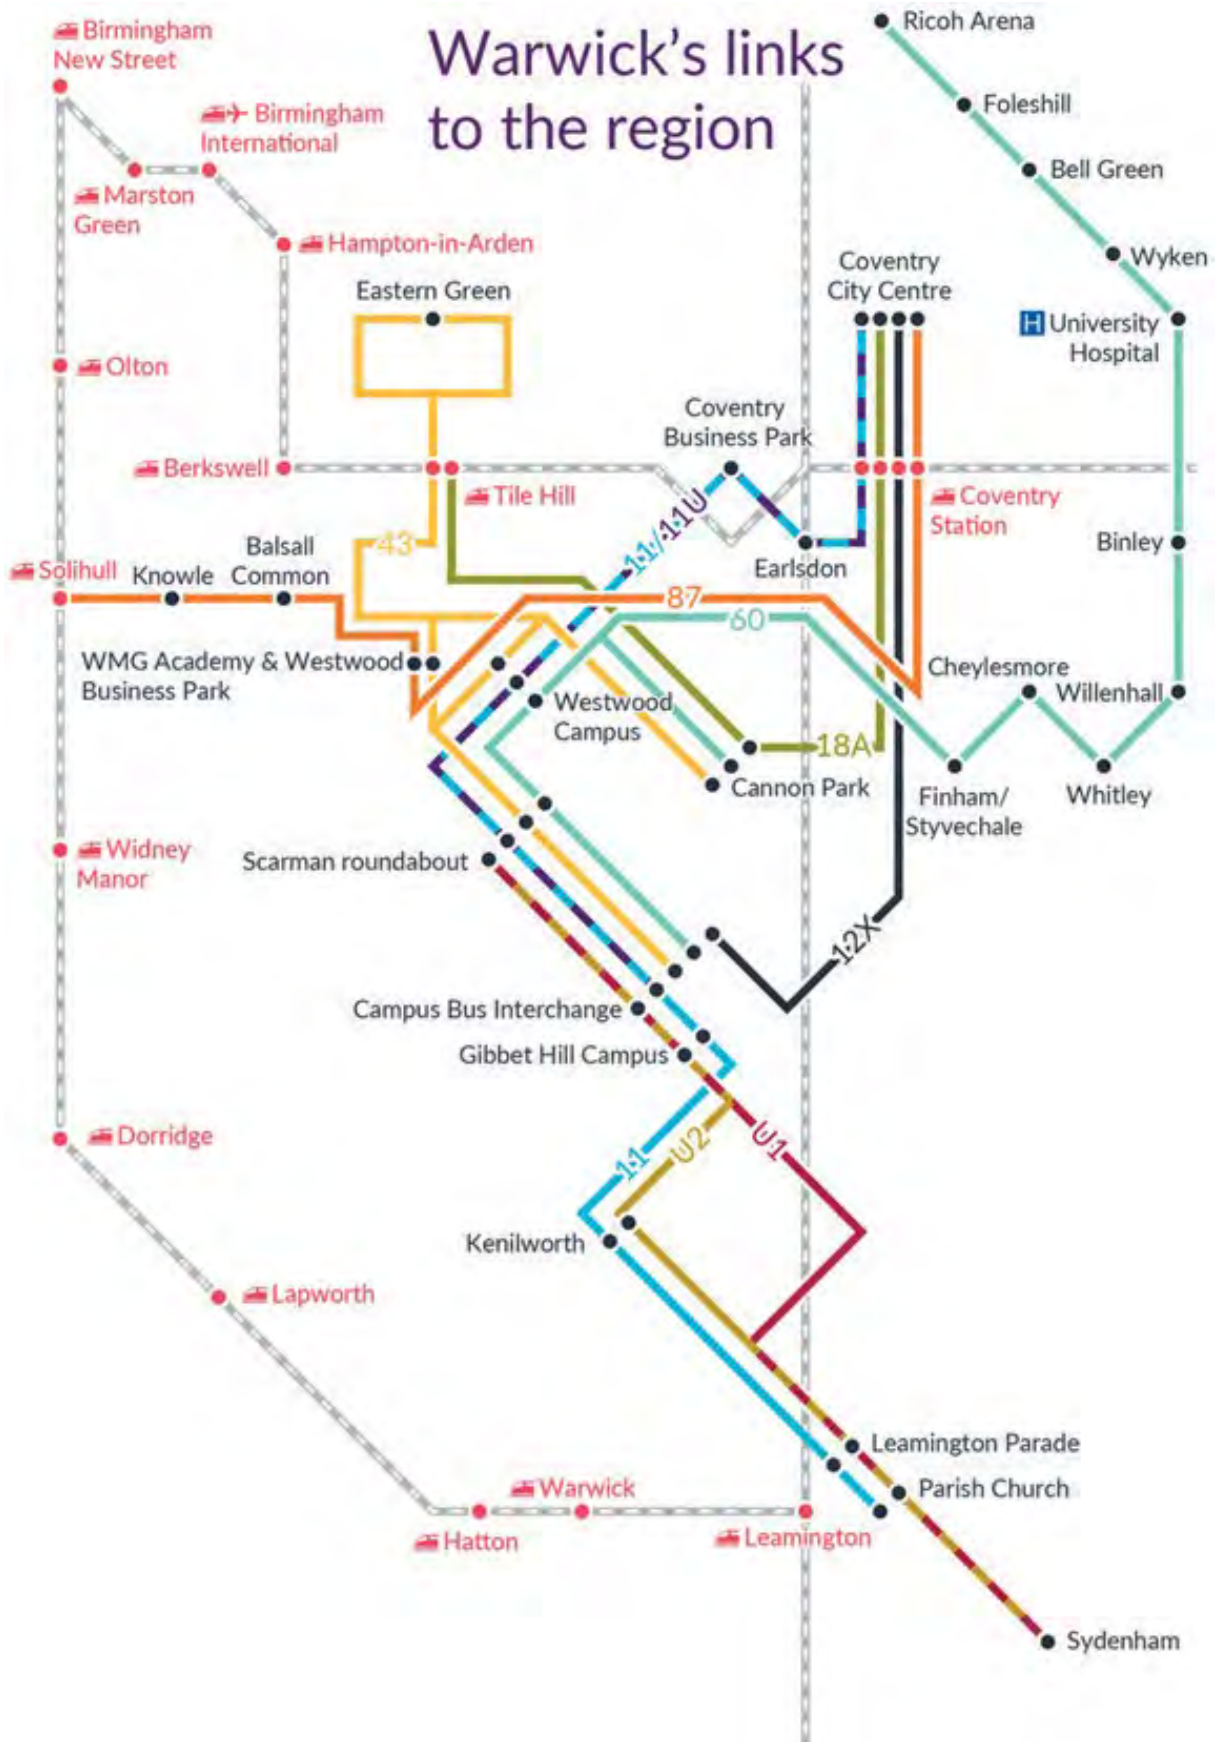 Warwick's links
to the region
Ricoh Arena
Birmingham
New Street
Foleshill
Birmingham
International
Bell Green
Marston
Green
Hampton-in-Arden
Wyken
Coventry
City Centre
Eastern Green
H University
Hospital
Olton
Coventry
Business Park
Berkswell
Tile Hill
Coventry
Station
11/11U
43
Binley
Balsall
Common
Earlsdon
Solihull
Knowle
87
60
WMG Academy & Westwood
Business Park
Cheylesmore
Willenhall
Westwood
Campus
18A
Cannon Park
Finham/
Styvechale
Whitley
Widney
Manor
Scarman roundabout
12X
Campus Bus Interchange
Gibbet Hill Campus
Dorridge
11
U2
U1
Kenilworth
Lapworth
Leamington Parade
Warwick
Parish Church
Hatton
Leamington
Sydenham